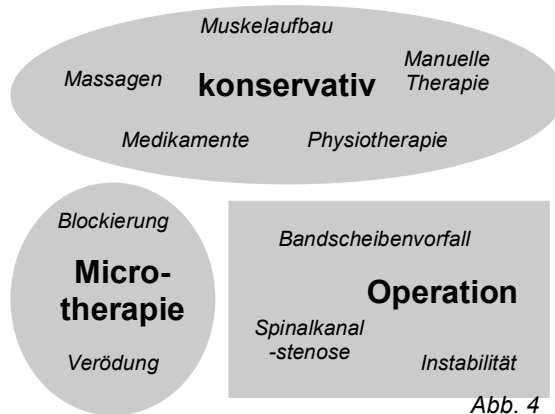 Muskelaufbau
Massagen
konservativ
Manuelle
Therapie
Medikamente
Physiotherapie
Blockierung
Micro-
therapie
Verödung
Bandscheibenvorfall
Operation
Spinalkanal
-stenose
Instabilität
Abb. 4